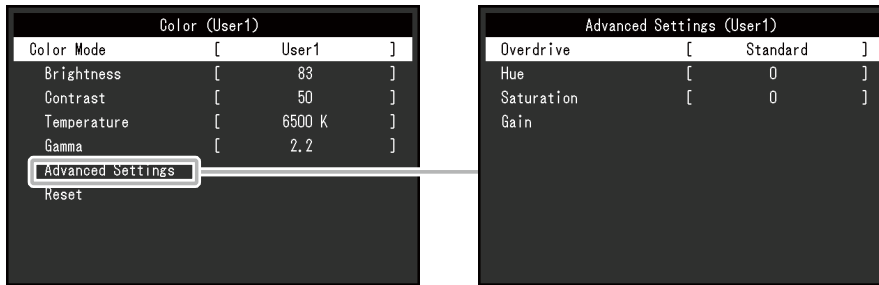 Color (User1)
Color Mode [ User1 ]
Brightness [ 83 ]
Contrast [ 50 ]
Temperature [ 6500 K ]
Gamma [ 2.2 ]
Advanced Settings
Reset
Advanced Settings (User1)
Overdrive [ Standard ]
Hue [ 0 ]
Saturation [ 0 ]
Gain